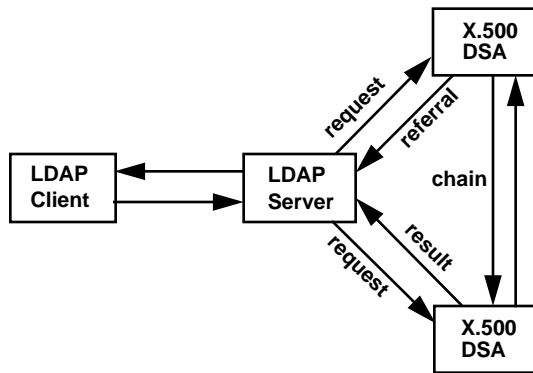 X.500
DSA
request
referral
LDAP
Client
LDAP
Server
chain
request
result
X.500
DSA